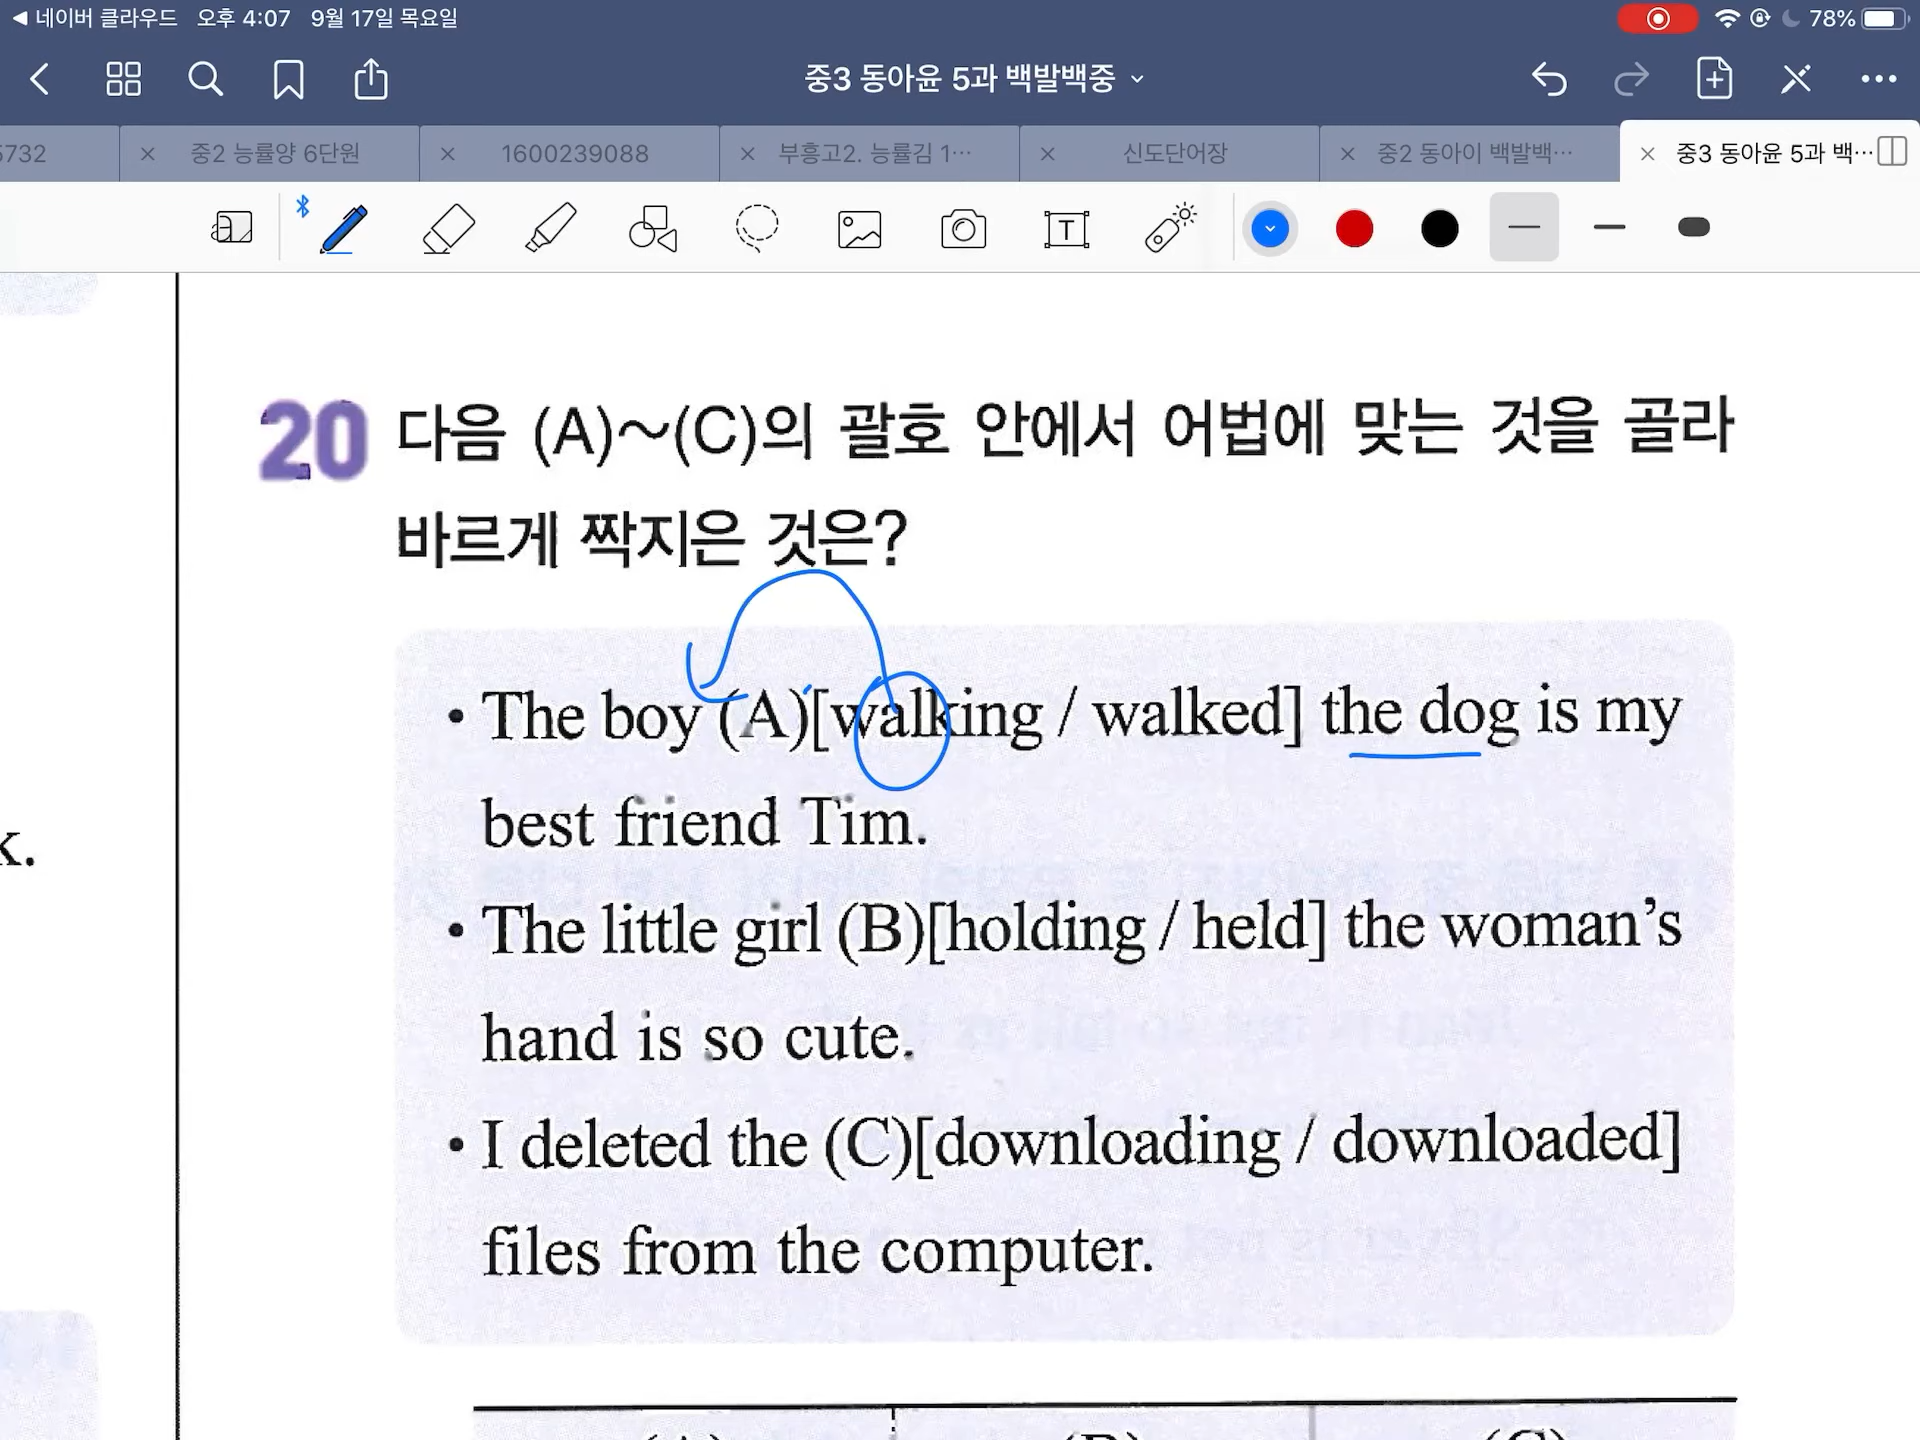 네이버 클라우드 오후 4:07 9월 17일 목요일
78%
중3 동아윤 5과 백발백중
5732
중2 능률양 6단원
1600239088
부흥고2. 능률김 1…
신도단어장
중2 동아이 백발백…
중3 동아윤 5과 백…
20 다음 (A)~(C)의 괄호 안에서 어법에 맞는 것을 골라
바르게 짝지은 것은?
• The boy (A)[walking / walked] the dog is my
best friend Tim.
• The little girl (B)[holding / held] the woman’s
hand is so cute.
• I deleted the (C)[downloading / downloaded]
files from the computer.
k.